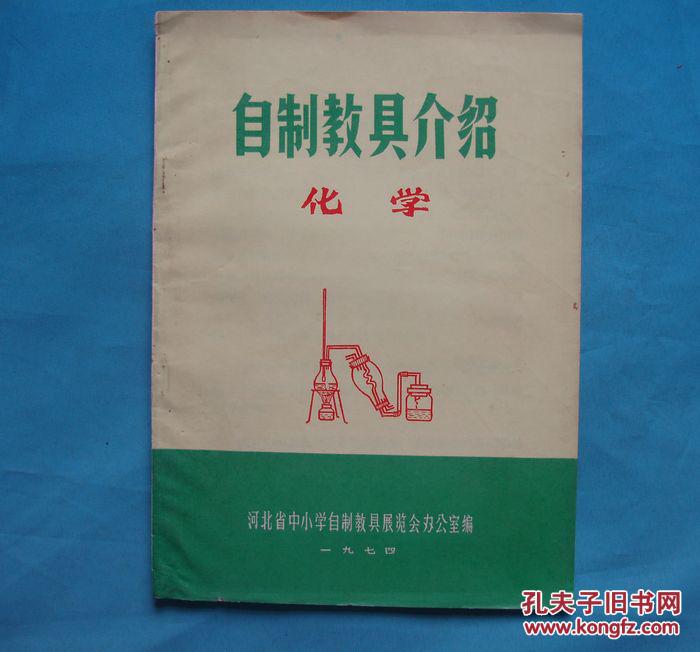 自制教具介绍
化学
河北省中小学自制教具展览会办公室编
一九七四
孔夫子旧书网
www.kongfz.com